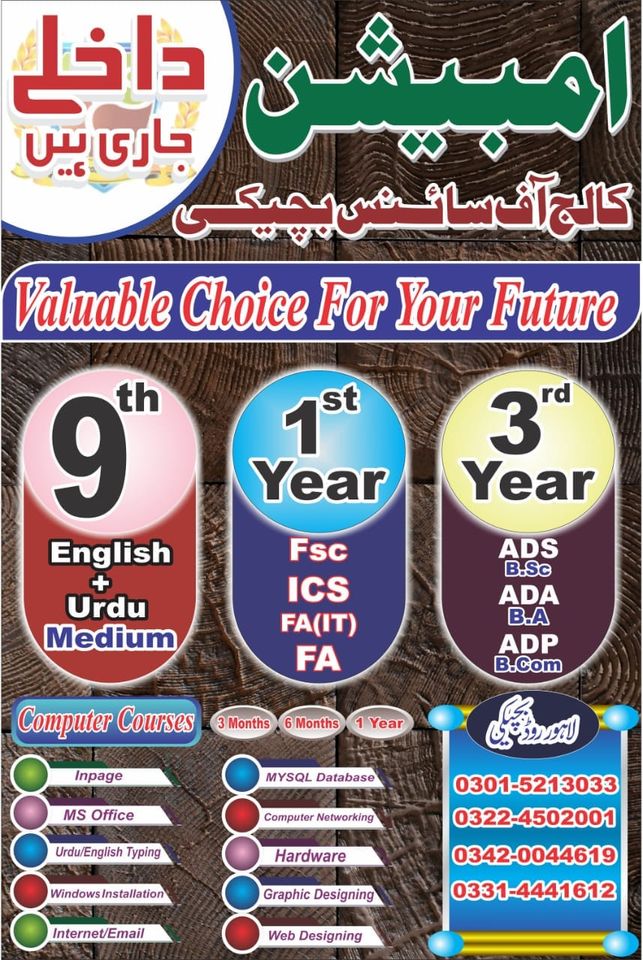 داخلے
جاری ہیں
امبیشن
کالج آف سائنس بچیکی
Valuable Choice For Your Future
9th
English
+
Urdu
Medium
1st
Year
Fsc
ICS
FA(IT)
FA
3rd
Year
ADS
B.Sc
ADA
B.A
ADP
B.Com
Computer Courses
3 Months
6 Months
1 Year
Inpage
MS Office
Urdu/English Typing
Windows Installation
Internet/Email
MYSQL Database
Computer Networking
Hardware
Graphic Designing
Web Designing
لاہور روڈ بچیکی
0301-5213033
0322-4502001
0342-0044619
0331-4441612